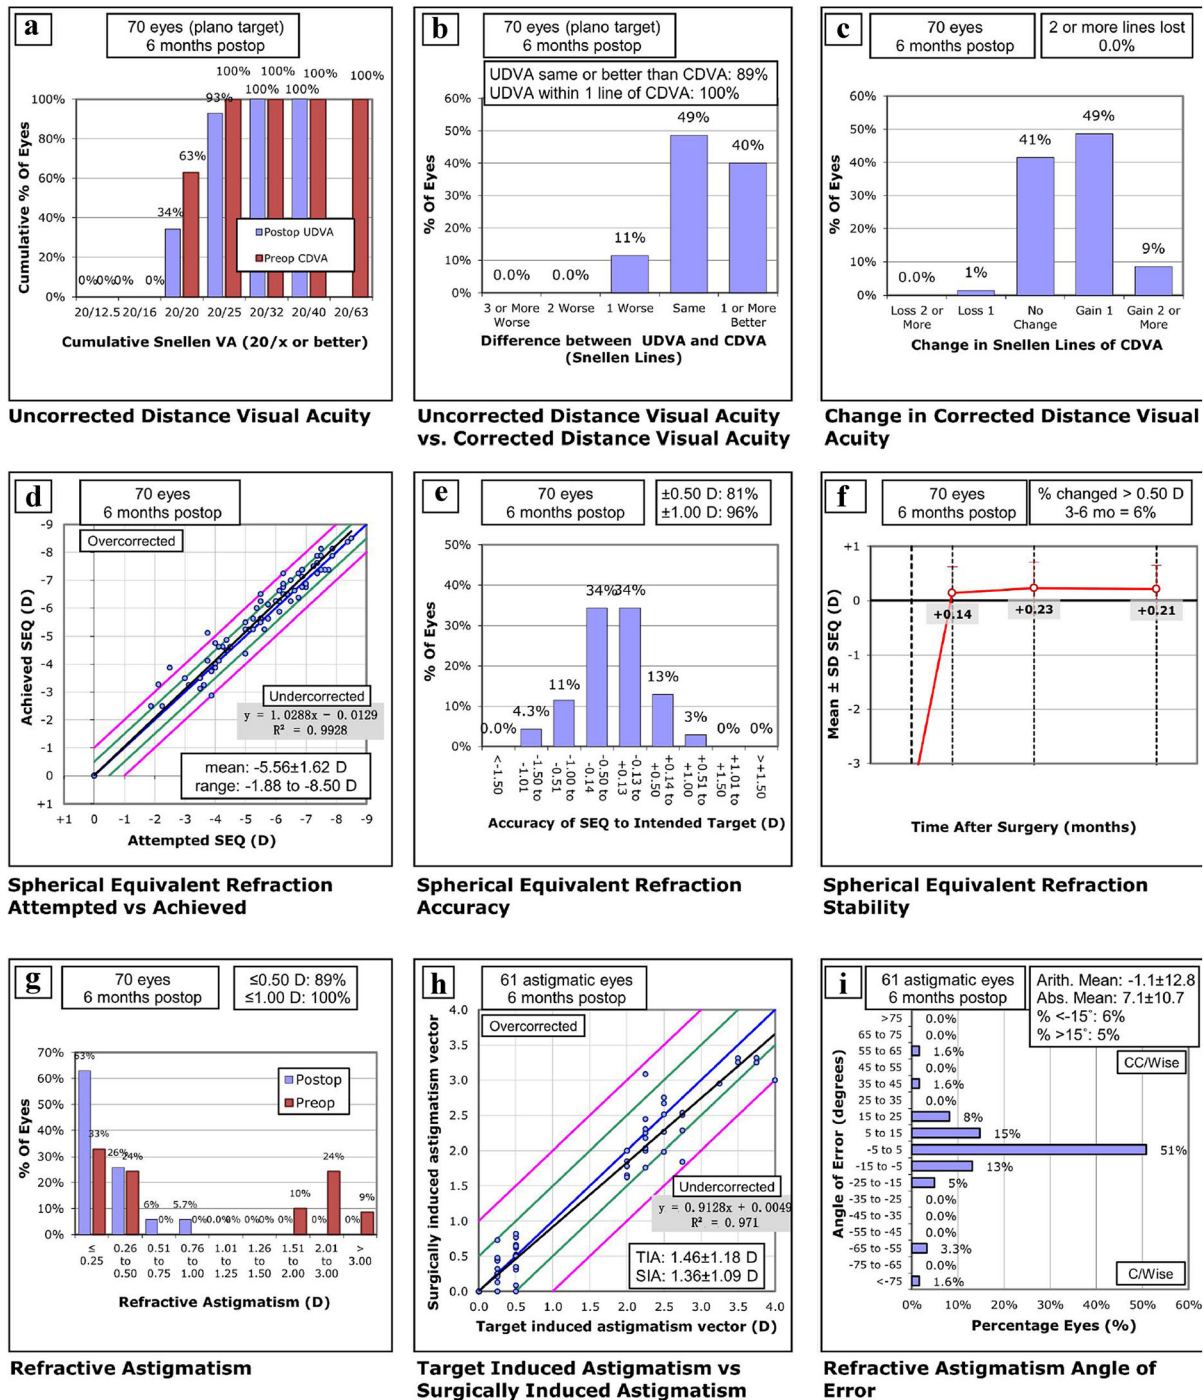 a
70 eyes (plano target)
6 months postop
100% 100% 100% 100%
100%
90%
80%
60%
40%
20%
0%
Cumulative % Of Eyes
0% 0% 0% 0%
34%
63%
93%
100% 100%
Postop UDVA
Preop CDVA
20/12.5 20/16 20/20 20/25 20/32 20/40 20/63
Cumulative Snellen VA (20/x or better)
Uncorrected Distance Visual Acuity
b
70 eyes (plano target)
6 months postop
UDVA same or better than CDVA: 89%
UDVA within 1 line of CDVA: 100%
60%
50%
40%
30%
20%
10%
0%
% Of Eyes
0.0% 0.0% 11% 49% 40%
3 or More Worse 2 Worse 1 Worse Same 1 or More Better
Difference between UDVA and CDVA
(Snellen Lines)
Uncorrected Distance Visual Acuity
vs. Corrected Distance Visual Acuity
c
70 eyes
6 months postop
2 or more lines lost
0.0%
60%
50%
40%
30%
20%
10%
0%
% Of Eyes
0.0% 1% 41% 49% 9%
Loss 2 or More Loss 1 No Change Gain 1 Gain 2 or More
Change in Snellen Lines of CDVA
Change in Corrected Distance Visual
Acuity
d
70 eyes
6 months postop
Overcorrected
-9
-8
-7
-6
-5
-4
-3
-2
-1
0
+1
Achieved SEQ (D)
Undercorrected
y = 1.0288x - 0.0129
R² = 0.9928
mean: -5.56±1.62 D
range: -1.88 to -8.50 D
+1 0 -1 -2 -3 -4 -5 -6 -7 -8 -9
Attempted SEQ (D)
Spherical Equivalent Refraction
Attempted vs Achieved
e
70 eyes
6 months postop
±0.50 D: 81%
±1.00 D: 96%
50%
40%
30%
20%
10%
0%
% Of Eyes
0.0% 4.3% 11% 34% 34% 13% 3% 0% 0%
<-1.50
-1.50 to -1.01
-1.00 to -0.51
-0.50 to -0.14
-0.13 to +0.13
+0.14 to +0.50
+0.51 to +1.00
+1.01 to +1.50
>+1.50
Accuracy of SEQ to Intended Target (D)
Spherical Equivalent Refraction
Accuracy
f
70 eyes
6 months postop
% changed > 0.50 D
3-6 mo = 6%
+1
0
-1
-2
-3
Mean ± SD SEQ (D)
+0.14 +0.23 +0.21
Time After Surgery (months)
Spherical Equivalent Refraction
Stability
g
70 eyes
6 months postop
≤0.50 D: 89%
≤1.00 D: 100%
70%
60%
50%
40%
30%
20%
10%
0%
% Of Eyes
63% 33% 26% 24% 6% 0% 5.7% 0% 0.0% 0% 0% 0% 0% 10% 0% 24% 0% 9%
Postop
Preop
≤ 0.25
0.26 to 0.50
0.51 to 0.75
0.76 to 1.00
1.01 to 1.25
1.26 to 1.50
1.51 to 2.00
2.01 to 3.00
> 3.00
Refractive Astigmatism (D)
Refractive Astigmatism
h
61 astigmatic eyes
6 months postop
Overcorrected
4.0
3.5
3.0
2.5
2.0
1.5
1.0
0.5
0.0
Surgically induced astigmatism vector (D)
Undercorrected
y = 0.9128x + 0.0049
R² = 0.971
TIA: 1.46±1.18 D
SIA: 1.36±1.09 D
0.0 0.5 1.0 1.5 2.0 2.5 3.0 3.5 4.0
Target induced astigmatism vector (D)
Target Induced Astigmatism vs
Surgically Induced Astigmatism
i
61 astigmatic eyes
6 months postop
Arith. Mean: -1.1±12.8
Abs. Mean: 7.1±10.7
% <-15˚: 6%
% >15˚: 5%
Angle of Error (degrees)
CC/Wise
>75 0.0%
65 to 75 0.0%
55 to 65 1.6%
45 to 55 0.0%
35 to 45 1.6%
25 to 35 0.0%
15 to 25 8%
5 to 15 15%
-5 to 5 51%
-15 to -5 13%
-25 to -15 5%
-35 to -25 0.0%
-45 to -35 0.0%
-55 to -45 0.0%
-65 to -55 3.3%
-75 to -65 0.0%
<-75 1.6%
C/Wise
0% 10% 20% 30% 40% 50% 60%
Percentage Eyes (%)
Refractive Astigmatism Angle of
Error